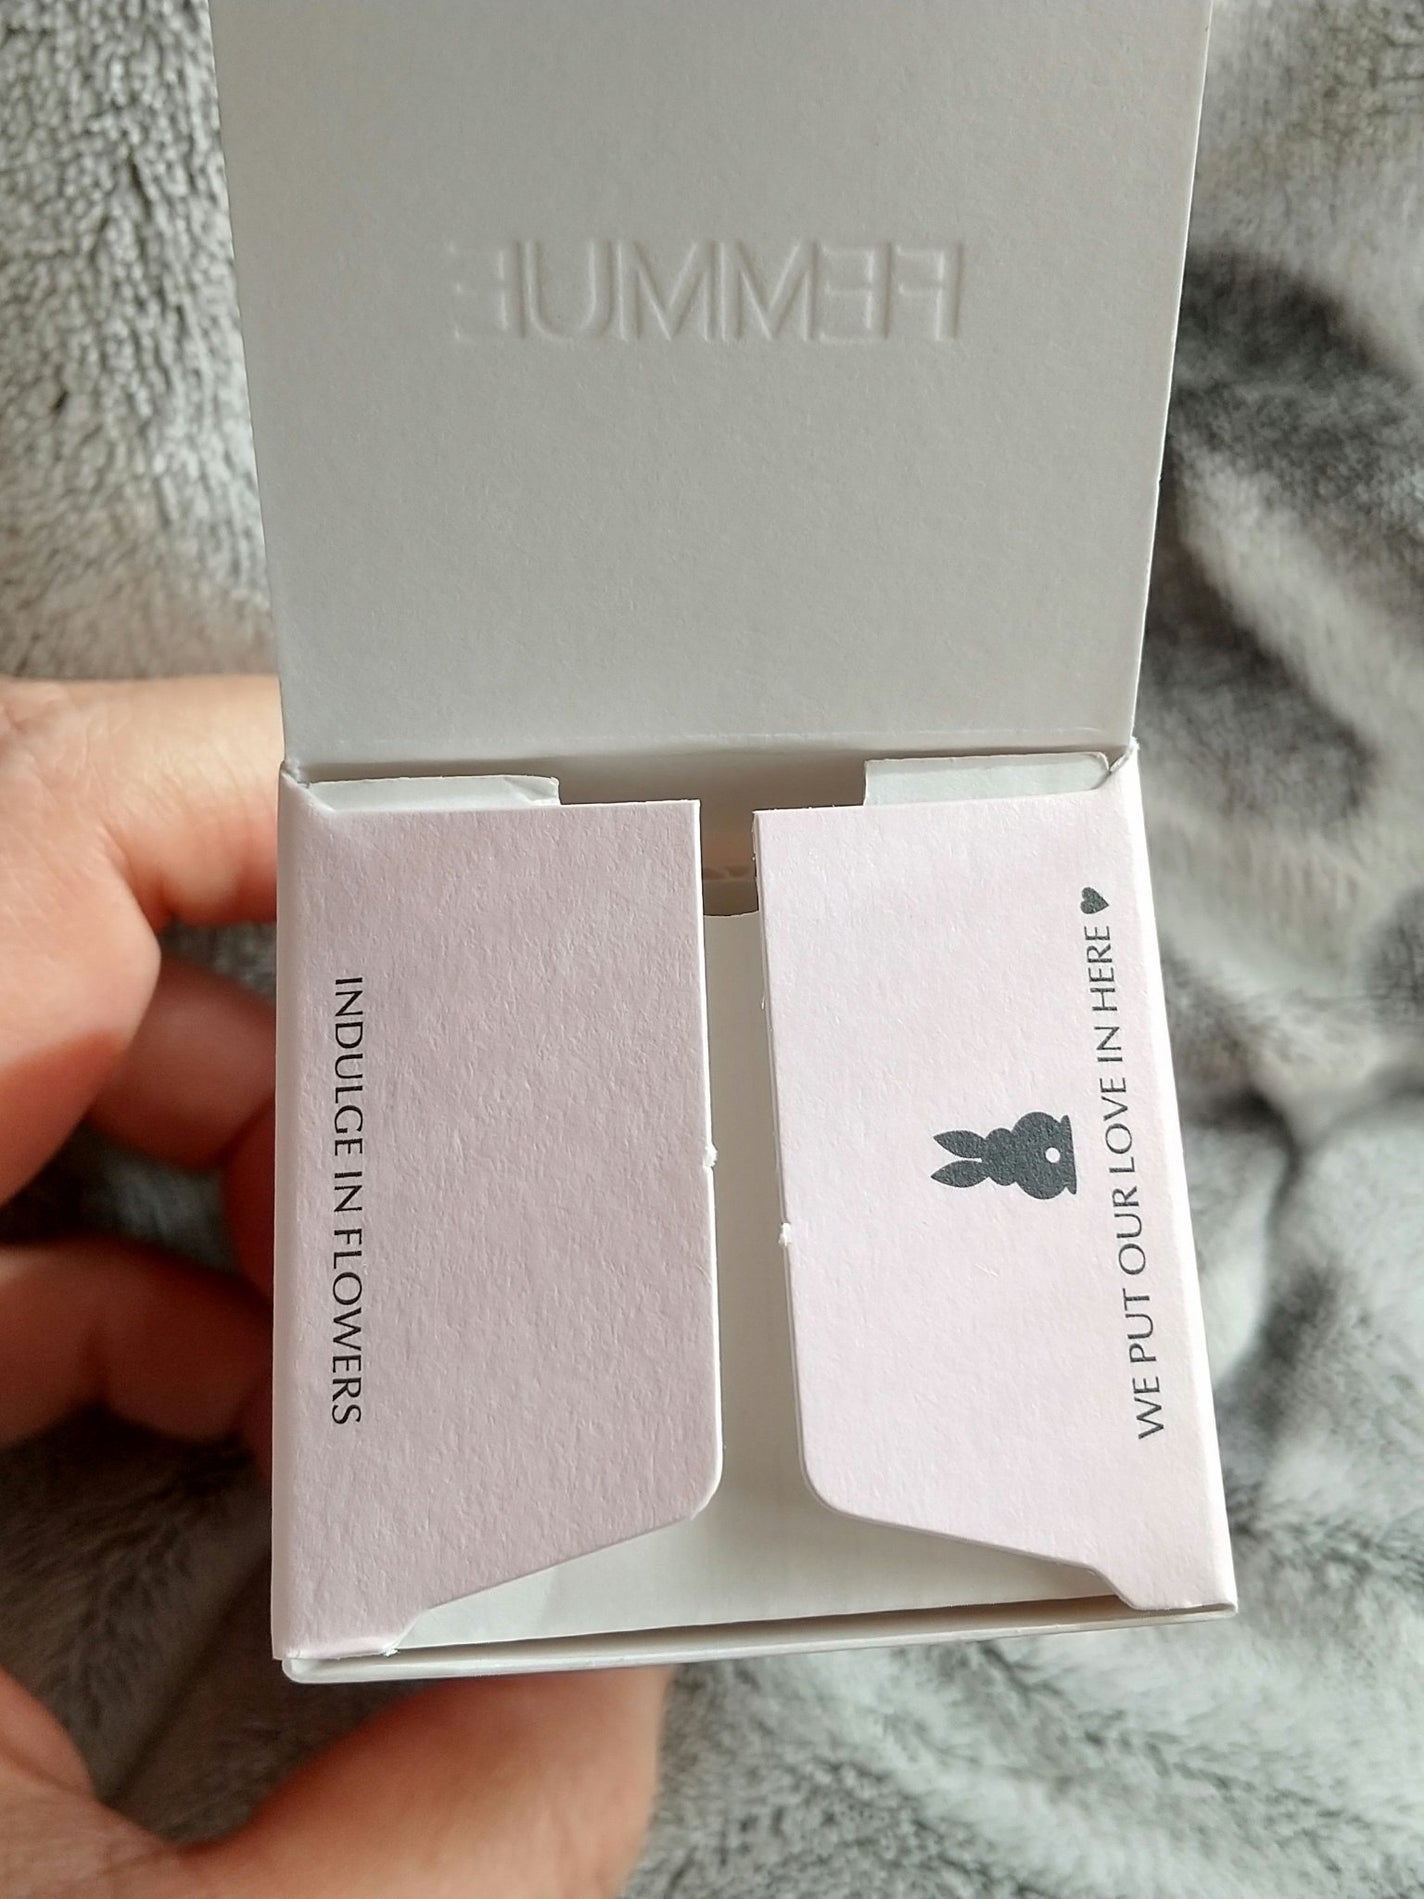 FEMMUE
INDULGE IN FLOWERS
WE PUT OUR LOVE IN HERE ♥